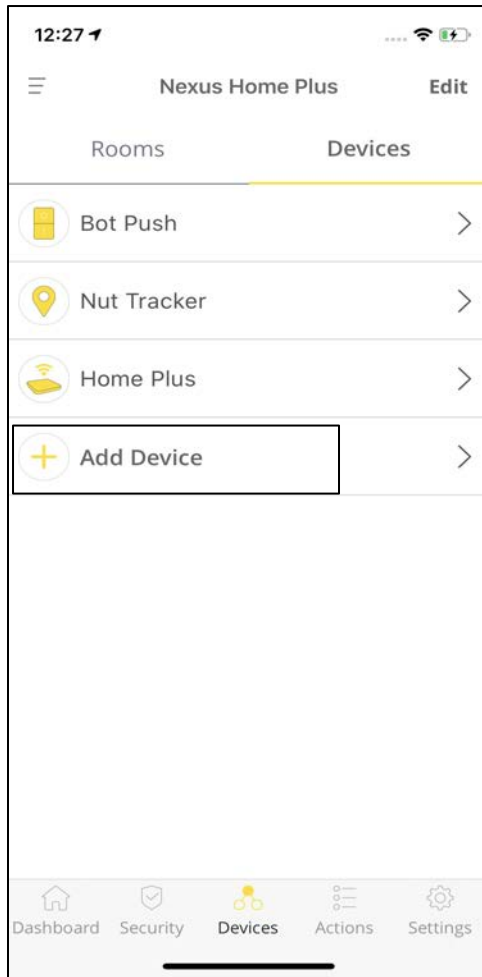 12:27
Nexus Home Plus Edit
Rooms Devices
Bot Push
Nut Tracker
Home Plus
Add Device
Dashboard Security Devices Actions Settings